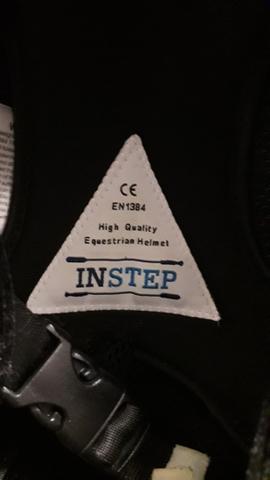 CE
EN1384
High Quality
Equestrian Helmet
INSTEP